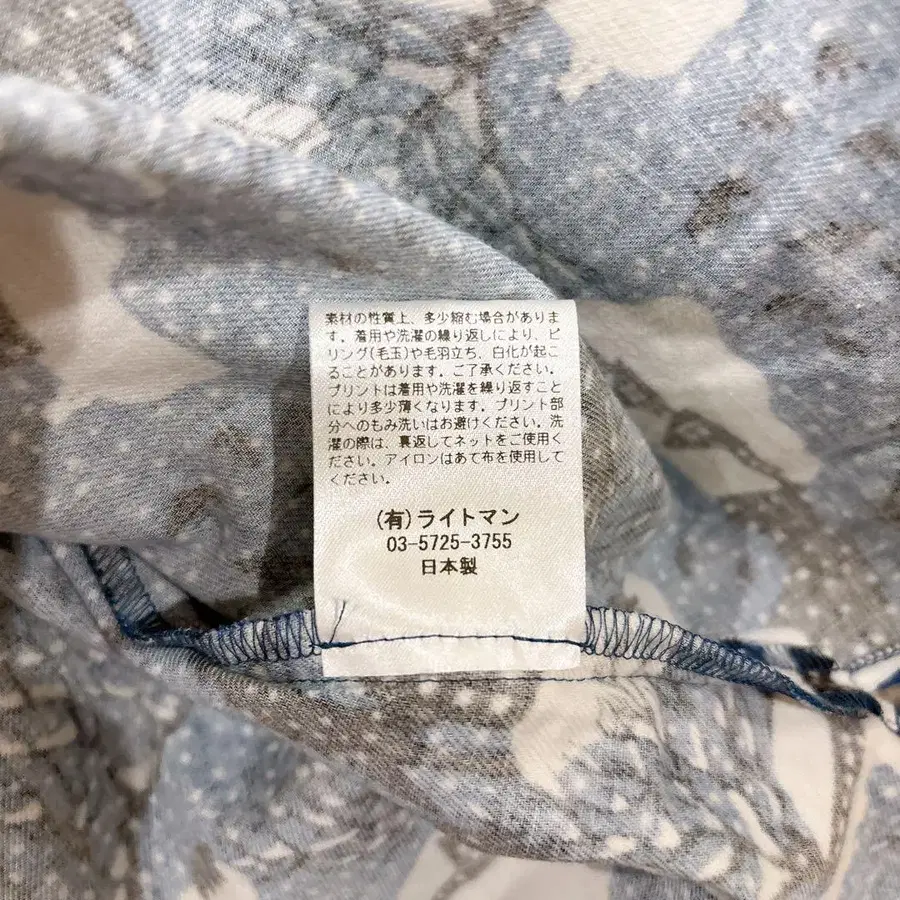 素材の性質上、多少縮む場合がありま
す。着用や洗濯の繰り返しにより、ピ
リング(毛玉)や毛羽立ち、白化が起こ
ることがあります。ご了承ください。
プリントは着用や洗濯を繰り返すこと
により多少薄くなります。プリント部
分へのもみ洗いはお避けください。洗
濯の際は、裏返してネットをご使用く
ださい。アイロンはあて布を使用して
ください。
(有)ライトマン
03-5725-3755
日本製